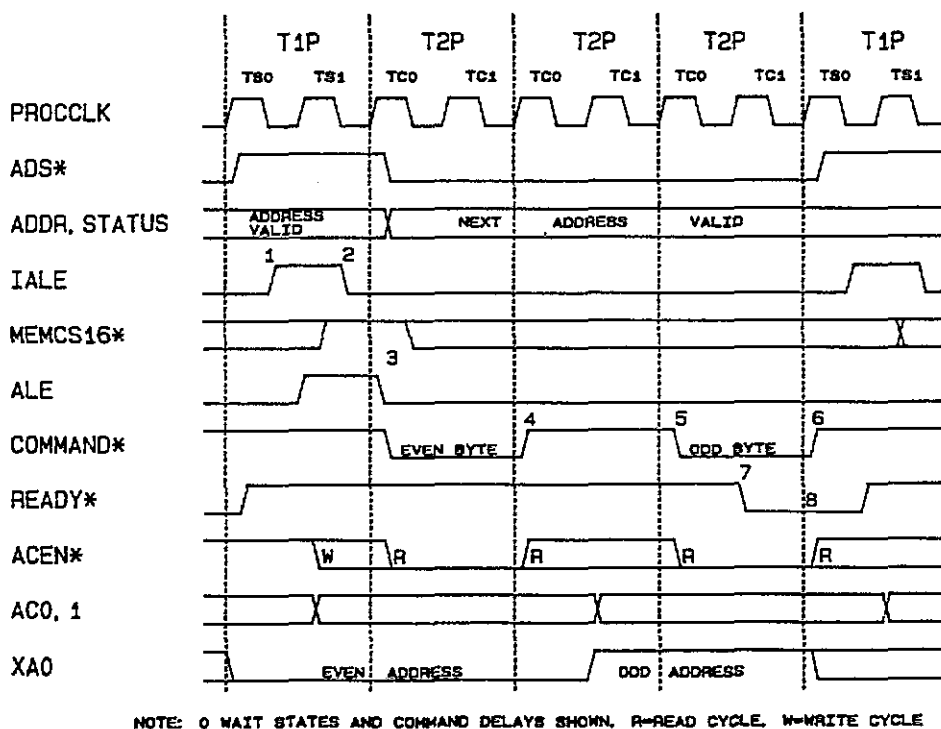 T1P T2P T2P T2P T1P
TS0 TS1 TC0 TC1 TC0 TC1 TC0 TC1 TS0 TS1
PROCCLK
ADS*
ADDR, STATUS ADDRESS VALID NEXT ADDRESS VALID
1 2
IALE
MEMCS16*
3
ALE
4 5 6
COMMAND* EVEN BYTE ODD BYTE
7
READY* 8
ACEN* W R R R R
AC0, 1
XA0 EVEN ADDRESS ODD ADDRESS
NOTE: 0 WAIT STATES AND COMMAND DELAYS SHOWN, R=READ CYCLE, W=WRITE CYCLE